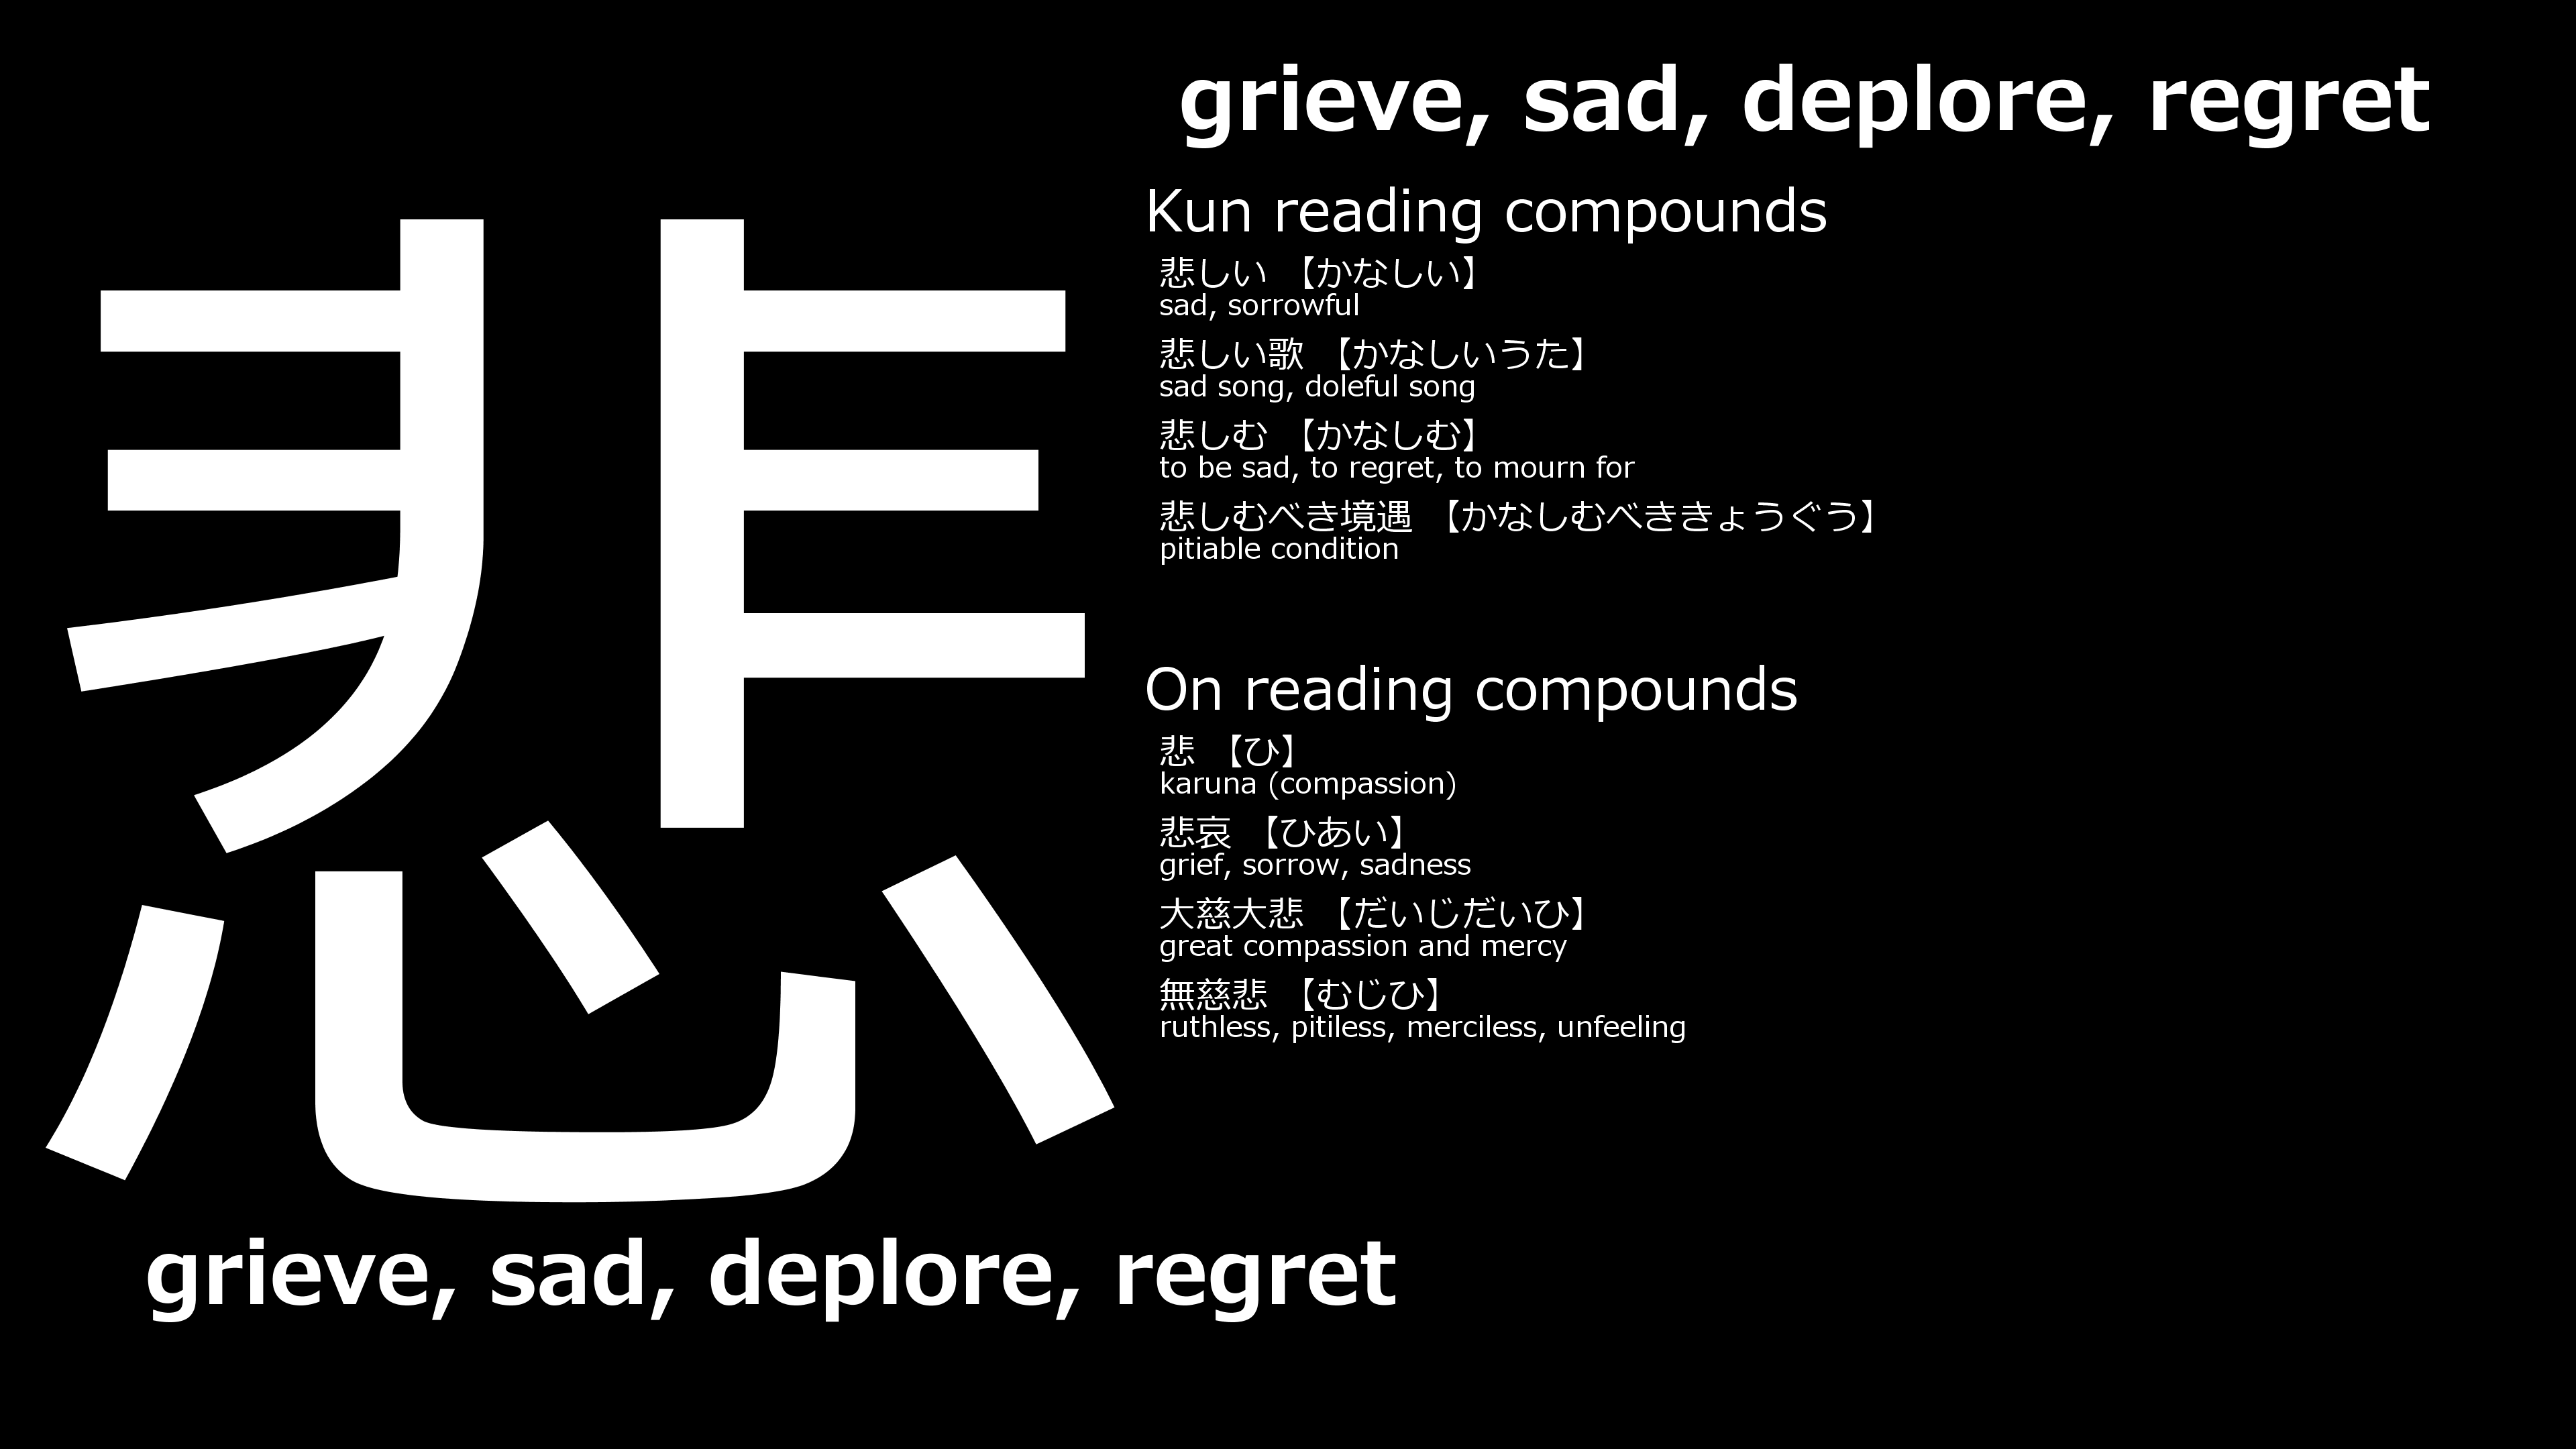 悲
grieve, sad, deplore, regret
grieve, sad, deplore, regret
Kun reading compounds
悲しい 【かなしい】
sad, sorrowful
悲しい歌 【かなしいうた】
sad song, doleful song
悲しむ 【かなしむ】
to be sad, to regret, to mourn for
悲しむべき境遇 【かなしむべききょうぐう】
pitiable condition
On reading compounds
悲 【ひ】
karuna (compassion)
悲哀 【ひあい】
grief, sorrow, sadness
大慈大悲 【だいじだいひ】
great compassion and mercy
無慈悲 【むじひ】
ruthless, pitiless, merciless, unfeeling